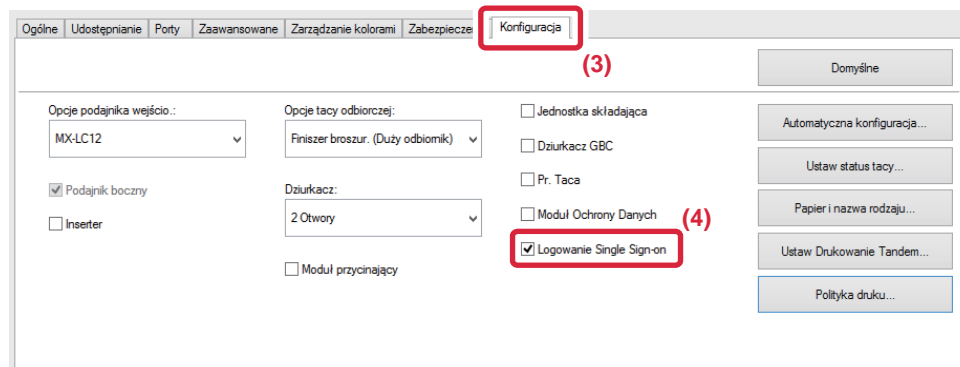 Ogólne Udostępnianie Porty Zaawansowane Zarządzanie kolorami Zabezpieczen Konfiguracja
(3)
Domyślne
Opcje podajnika wejścio.: Opcje tacy odbiorczej: Jednostka składająca
Automatyczna konfiguracja...
MX-LC12 Finiszer broszur. (Duży odbiornik)
Dziurkacz GBC
Ustaw status tacy...
Pr. Taca
Podajnik boczny Dziurkacz:
Papier i nazwa rodzaju...
Inserter 2 Otwory Moduł Ochrony Danych (4)
Logowanie Single Sign-on Ustaw Drukowanie Tandem...
Moduł przycinający
Polityka druku...